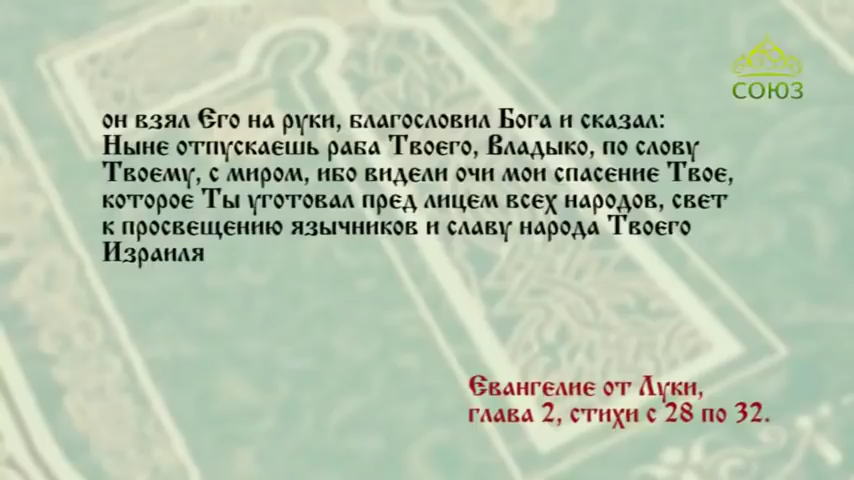 СОЮЗ
он взял Его на руки, благословил Бога и сказал:
Ныне отпускаешь раба Твоего, Владыко, по слову
Твоему, с миром, ибо видели очи мои спасение Твое,
которое Ты уготовал пред лицем всех народов, свет
к просвещению язычников и славу народа Твоего
Израиля
Евангелие от Луки,
глава 2, стихи с 28 по 32.